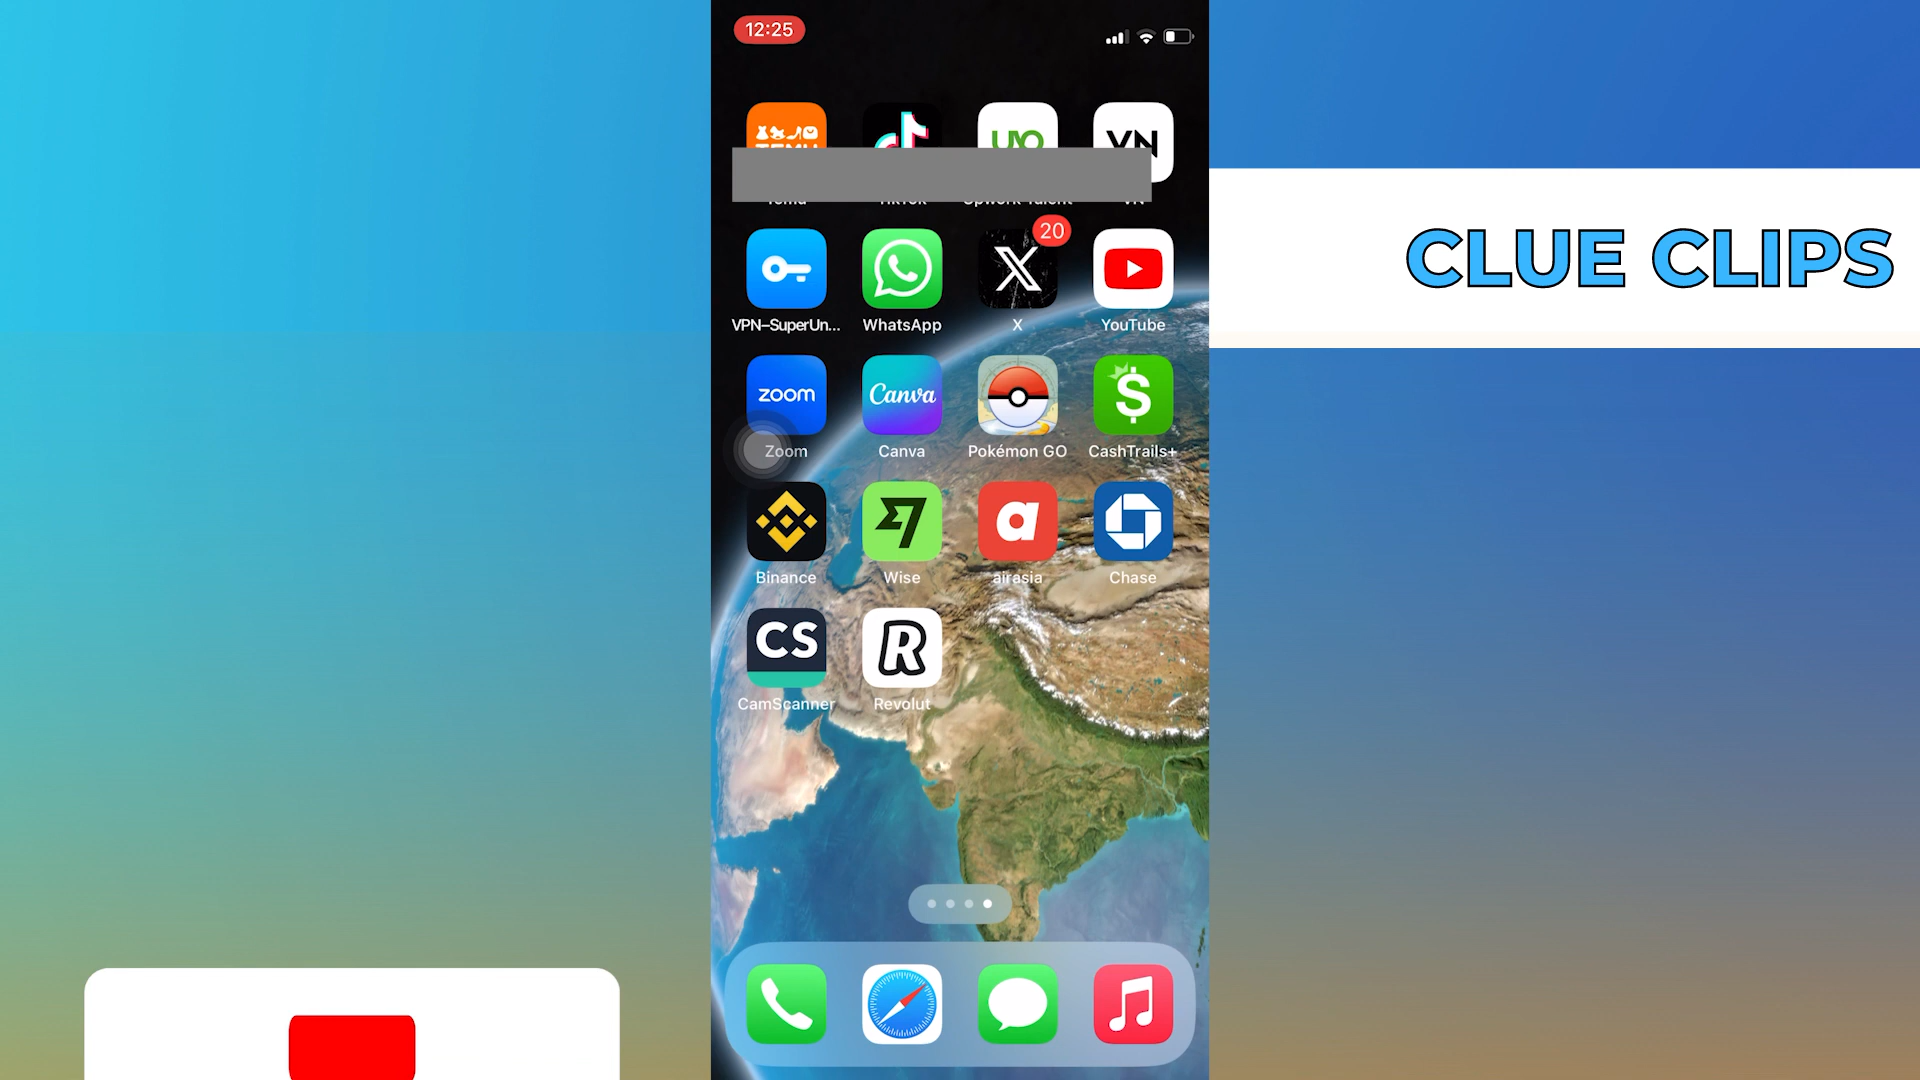 12:25
VN
20
VPN–SuperUn...
WhatsApp
X
YouTube
zoom
Canva
$
Zoom
Canva
Pokémon GO
CashTrails+
a
Binance
Wise
airasia
Chase
CS
R
CamScanner
Revolut
CLUE CLIPS